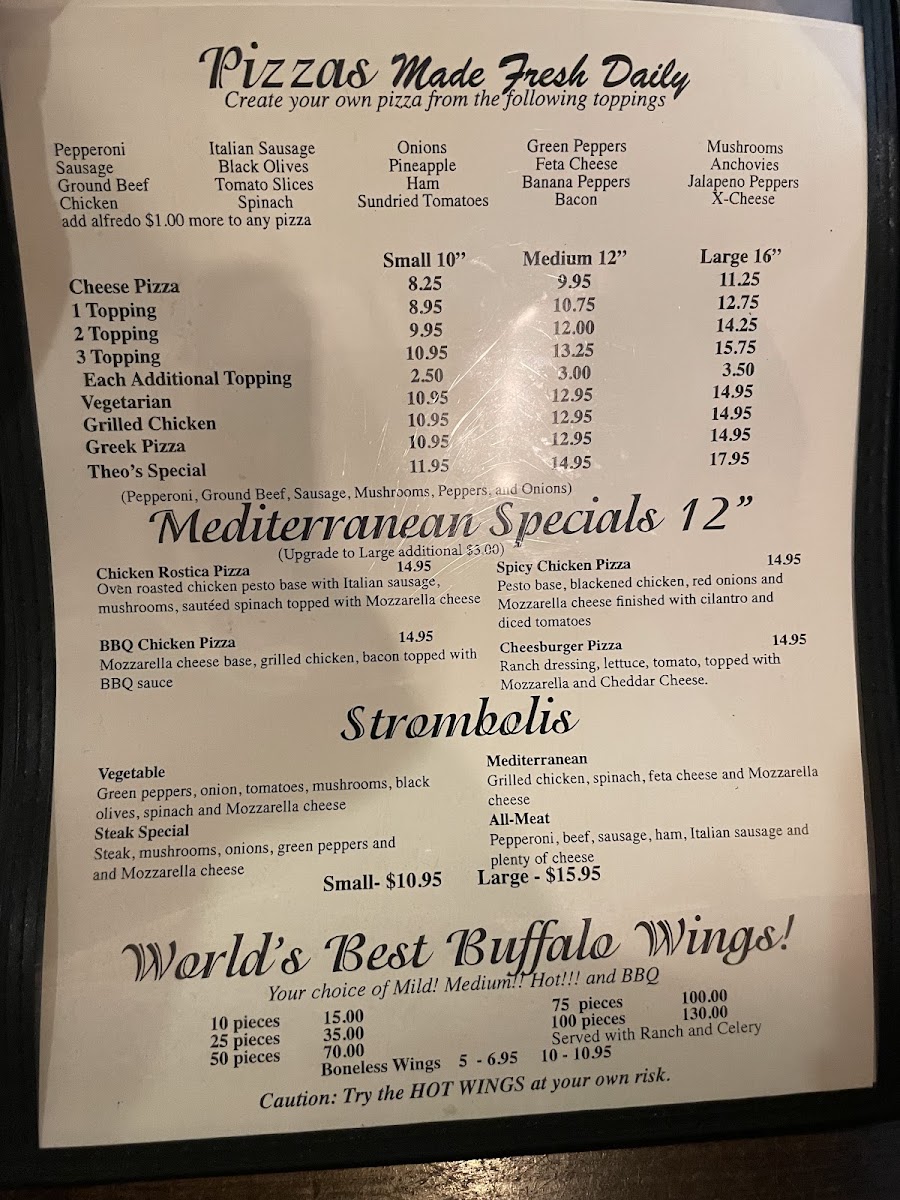 Pizzas Made Fresh Daily
Create your own pizza from the following toppings
Pepperoni Italian Sausage Onions Green Peppers Mushrooms
Sausage Black Olives Pineapple Feta Cheese Anchovies
Ground Beef Tomato Slices Ham Banana Peppers Jalapeno Peppers
Chicken Spinach Sundried Tomatoes Bacon X-Cheese
add alfredo $1.00 more to any pizza
Small 10” Medium 12” Large 16”
Cheese Pizza 8.25 9.95 11.25
1 Topping 8.95 10.75 12.75
2 Topping 9.95 12.00 14.25
3 Topping 10.95 13.25 15.75
Each Additional Topping 2.50 3.00 3.50
Vegetarian 10.95 12.95 14.95
Grilled Chicken 10.95 12.95 14.95
Greek Pizza 10.95 12.95 14.95
Theo’s Special 11.95 14.95 17.95
(Pepperoni, Ground Beef, Sausage, Mushrooms, Peppers, and Onions)
Mediterranean Specials 12”
(Upgrade to Large additional $3.00)
Chicken Rostica Pizza 14.95
Oven roasted chicken pesto base with Italian sausage,
mushrooms, sautéed spinach topped with Mozzarella cheese
Spicy Chicken Pizza 14.95
Pesto base, blackened chicken, red onions and
Mozzarella cheese finished with cilantro and
diced tomatoes
BBQ Chicken Pizza 14.95
Mozzarella cheese base, grilled chicken, bacon topped with
BBQ sauce
Cheesburger Pizza 14.95
Ranch dressing, lettuce, tomato, topped with
Mozzarella and Cheddar Cheese.
Strombolis
Vegetable
Green peppers, onion, tomatoes, mushrooms, black
olives, spinach and Mozzarella cheese
Mediterranean
Grilled chicken, spinach, feta cheese and Mozzarella
cheese
Steak Special
Steak, mushrooms, onions, green peppers and
and Mozzarella cheese
All-Meat
Pepperoni, beef, sausage, ham, Italian sausage and
plenty of cheese
Small- $10.95 Large - $15.95
World’s Best Buffalo Wings!
Your choice of Mild! Medium!! Hot!!! and BBQ
10 pieces 15.00
25 pieces 35.00
50 pieces 70.00
75 pieces 100.00
100 pieces 130.00
Served with Ranch and Celery
Boneless Wings 5 - 6.95 10 - 10.95
Caution: Try the HOT WINGS at your own risk.